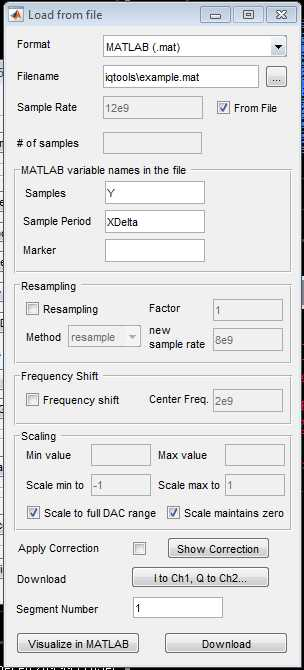 Load from file
Format MATLAB (.mat)
Filename iqtools\example.mat ...
Sample Rate 12e9 From File
# of samples
MATLAB variable names in the file
Samples Y
Sample Period XDelta
Marker
Resampling
Resampling Factor 1
Method resample new sample rate 8e9
Frequency Shift
Frequency shift Center Freq. 2e9
Scaling
Min value Max value
Scale min to -1 Scale max to 1
Scale to full DAC range Scale maintains zero
Apply Correction Show Correction
Download I to Ch1, Q to Ch2...
Segment Number 1
Visualize in MATLAB Download